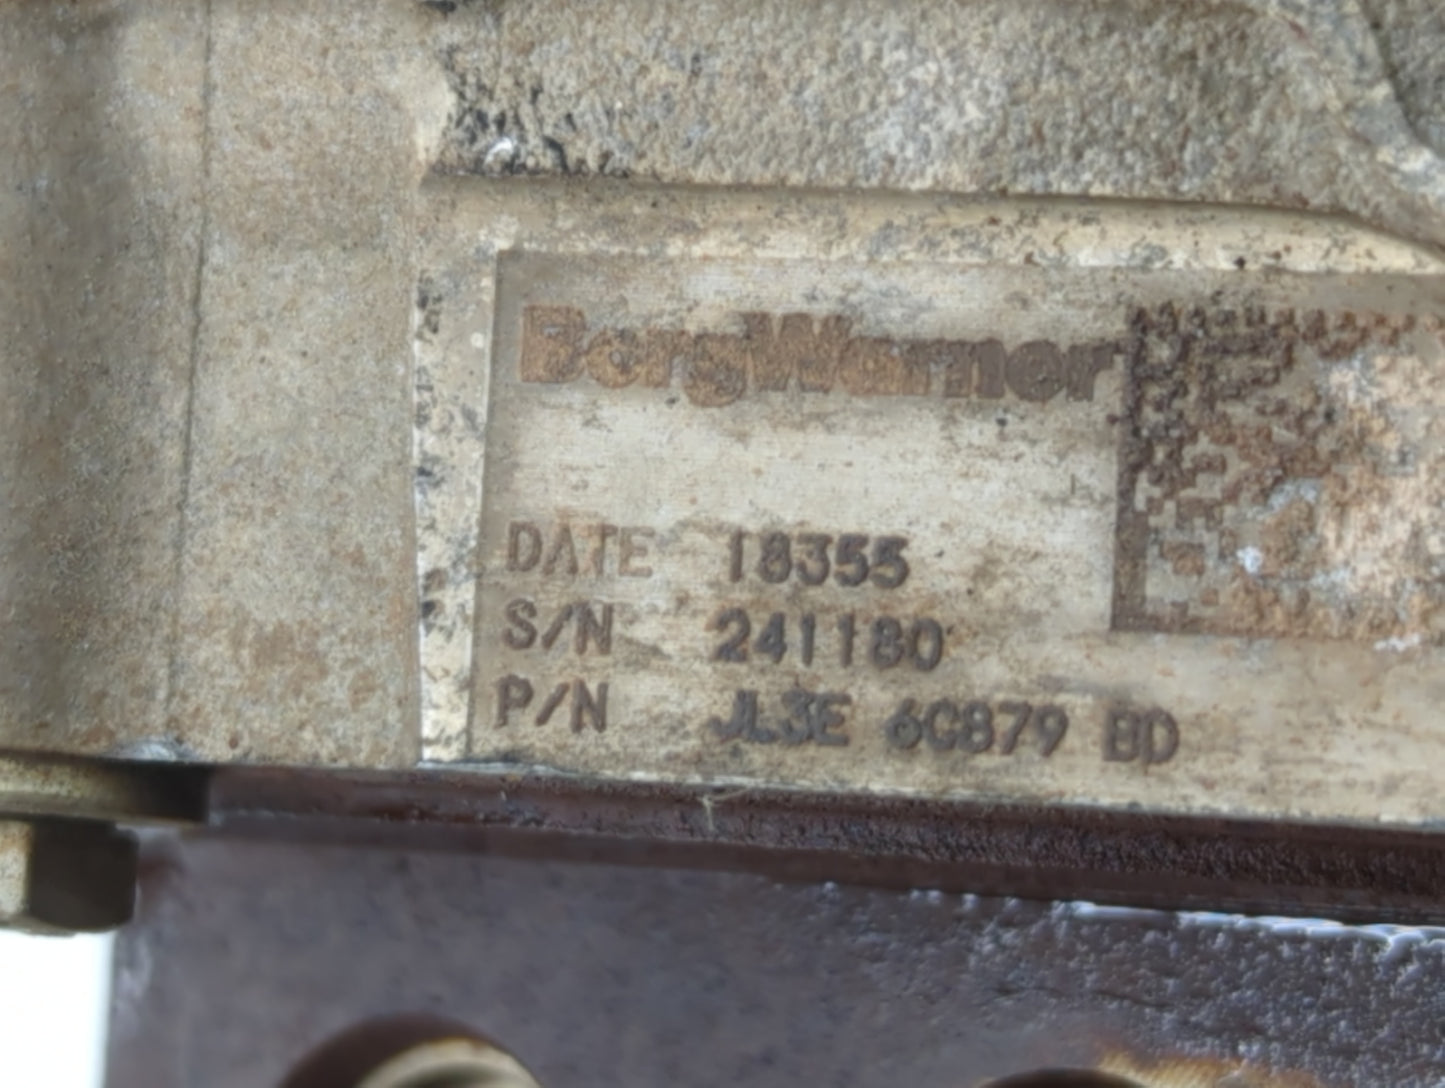 BorgWarner
DATE 18355
S/N 241180
P/N JL3E 6C879 BD